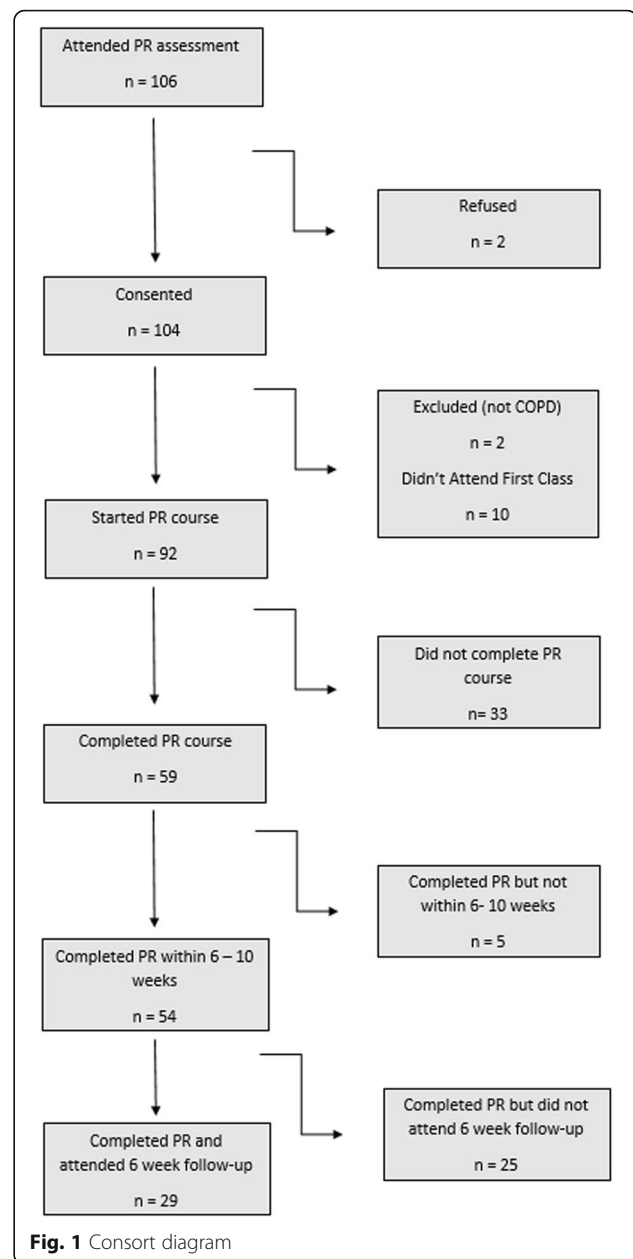 Attended PR assessment
n = 106
Refused
n = 2
Consented
n = 104
Excluded (not COPD)
n = 2
Didn't Attend First Class
n = 10
Started PR course
n = 92
Did not complete PR
course
n= 33
Completed PR course
n = 59
Completed PR but not
within 6- 10 weeks
n = 5
Completed PR within 6 – 10
weeks
n = 54
Completed PR but did not
attend 6 week follow-up
n = 25
Completed PR and
attended 6 week follow-up
n = 29
Fig. 1 Consort diagram